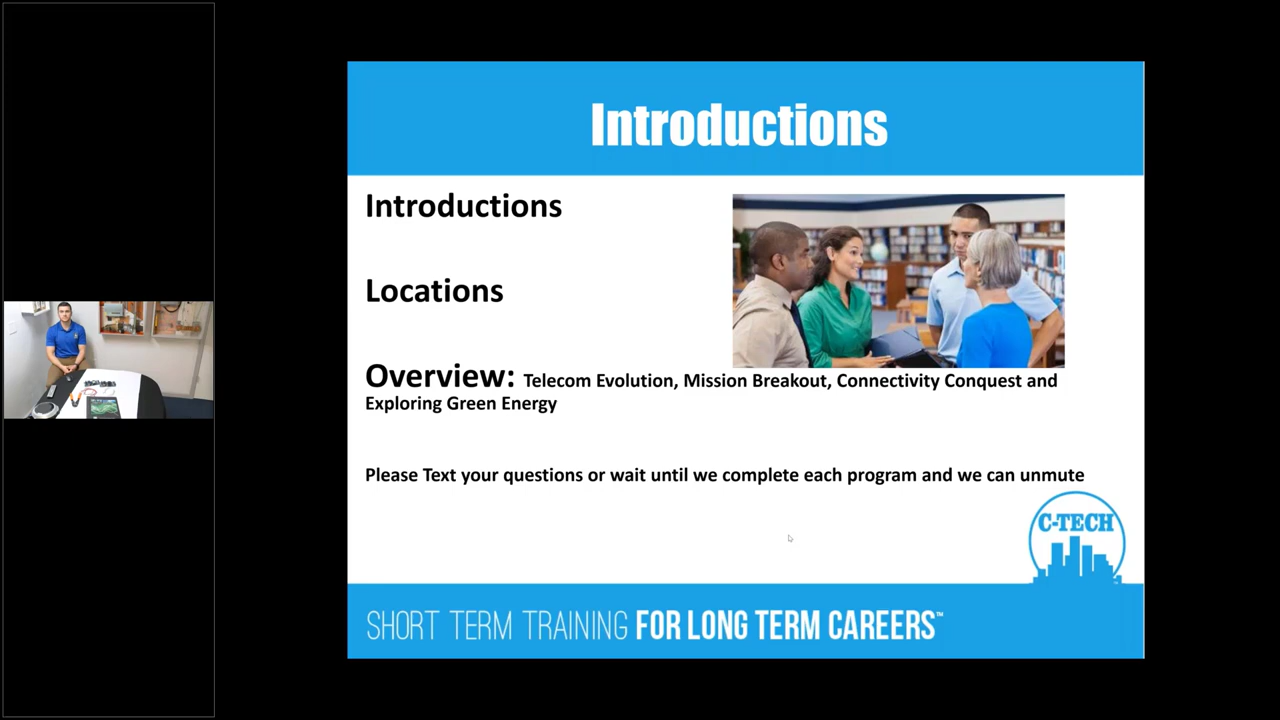 Introductions
Introductions
Locations
Overview: Telecom Evolution, Mission Breakout, Connectivity Conquest and
Exploring Green Energy
Please Text your questions or wait until we complete each program and we can unmute
C-TECH
SHORT TERM TRAINING FOR LONG TERM CAREERS™